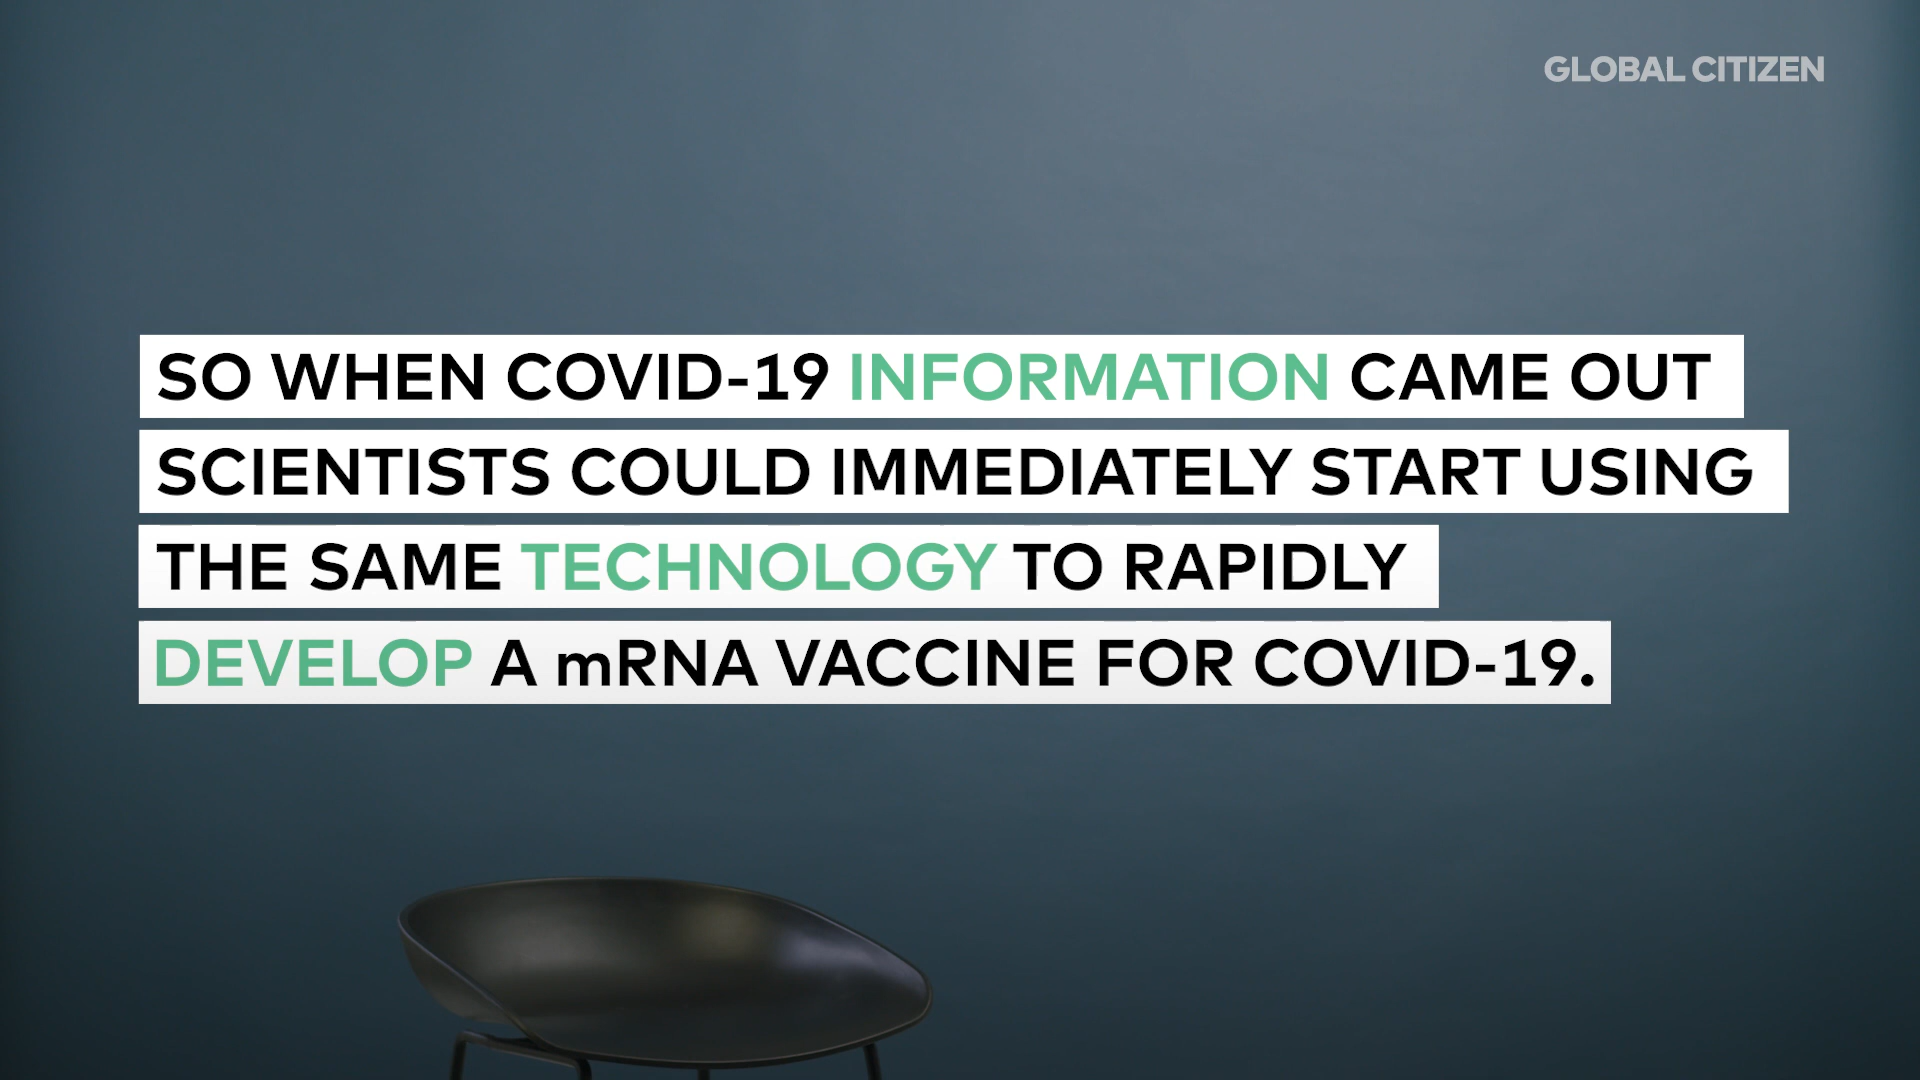 GLOBAL CITIZEN
SO WHEN COVID-19 INFORMATION CAME OUT
SCIENTISTS COULD IMMEDIATELY START USING
THE SAME TECHNOLOGY TO RAPIDLY
DEVELOP A mRNA VACCINE FOR COVID-19.